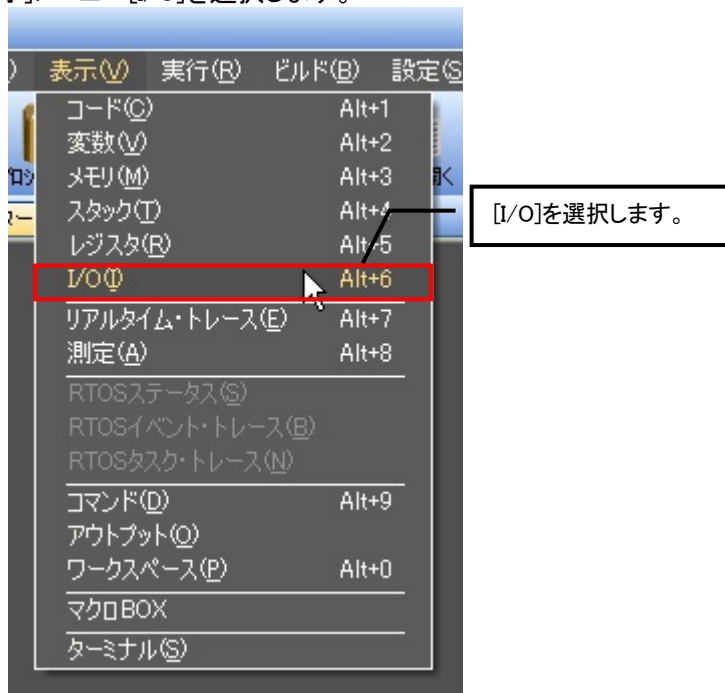 [I/O]を選択します。
表示(V) 実行(R) ビルド(B) 設定(S
コード(C) Alt+1
変数(V) Alt+2
メモリ(M) Alt+3
スタック(T) Alt+4
レジスタ(R) Alt+5
I/O(I) Alt+6
[I/O]を選択します。
リアルタイム・トレース(E) Alt+7
測定(A) Alt+8
RTOSステータス(S)
RTOSイベント・トレース(B)
RTOSタスク・トレース(N)
コマンド(D) Alt+9
アウトプット(O)
ワークスペース(P) Alt+0
マクロBOX
ターミナル(S)